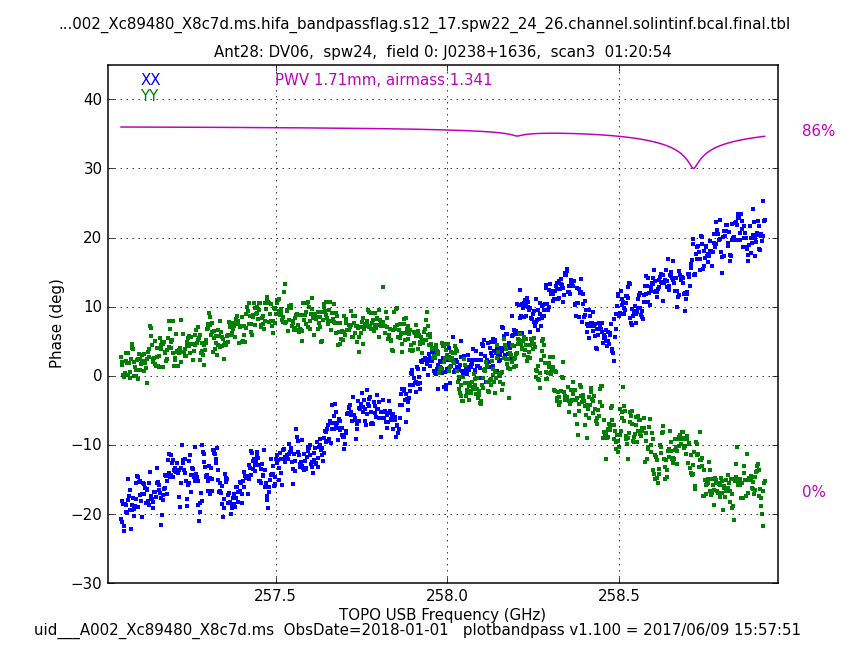 ...002_Xc89480_X8c7d.ms.hifa_bandpassflag.s12_17.spw22_24_26.channel.solintinf.bcal.final.tbl
Ant28: DV06,  spw24,  field 0: J0238+1636,  scan3  01:20:54
XX
PWV 1.71mm, airmass 1.341
YY
40
86%
30
20
10
0
−10
0%
−20
−30
Phase (deg)
257.5
258.0
258.5
TOPO USB Frequency (GHz)
uid___A002_Xc89480_X8c7d.ms  ObsDate=2018-01-01   plotbandpass v1.100 = 2017/06/09 15:57:51